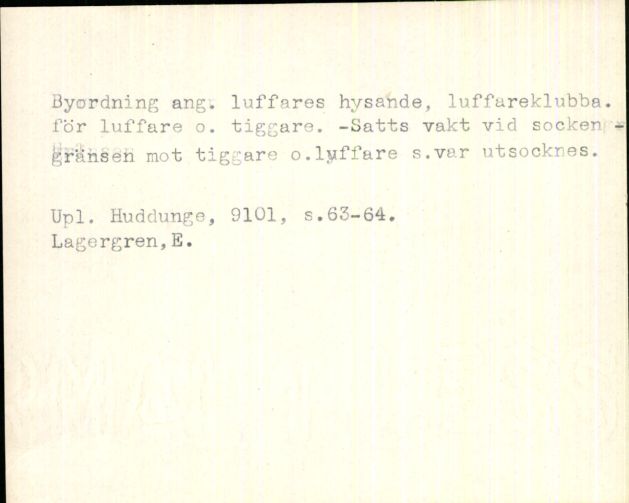 Byordning ang. luffares hysande, luffareklubba.
för luffare o. tiggare. -Satts vakt vid socken-
gränsen mot tiggare o.lyffare s.var utsocknes.
Upl. Huddunge, 9101, s.63-64.
Lagergren,E.